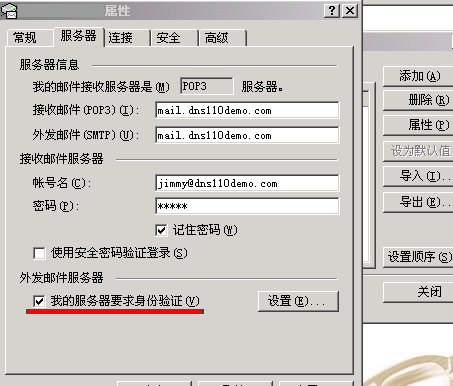 属性
常规 服务器 连接 安全 高级
服务器信息
我的邮件接收服务器是(M) POP3 服务器。
接收邮件(POP3)(I): mail.dns110demo.com
外发邮件(SMTP)(U): mail.dns110demo.com
接收邮件服务器
帐号名(C): jimmy@dns110demo.com
密码(P): *****
记住密码(W)
使用安全密码验证登录(S)
外发邮件服务器
我的服务器要求身份验证(V) 设置(E)...
添加(A)
删除(R)
属性(P)
设为默认值
导入(I)...
导出(E)...
设置顺序(S)
关闭